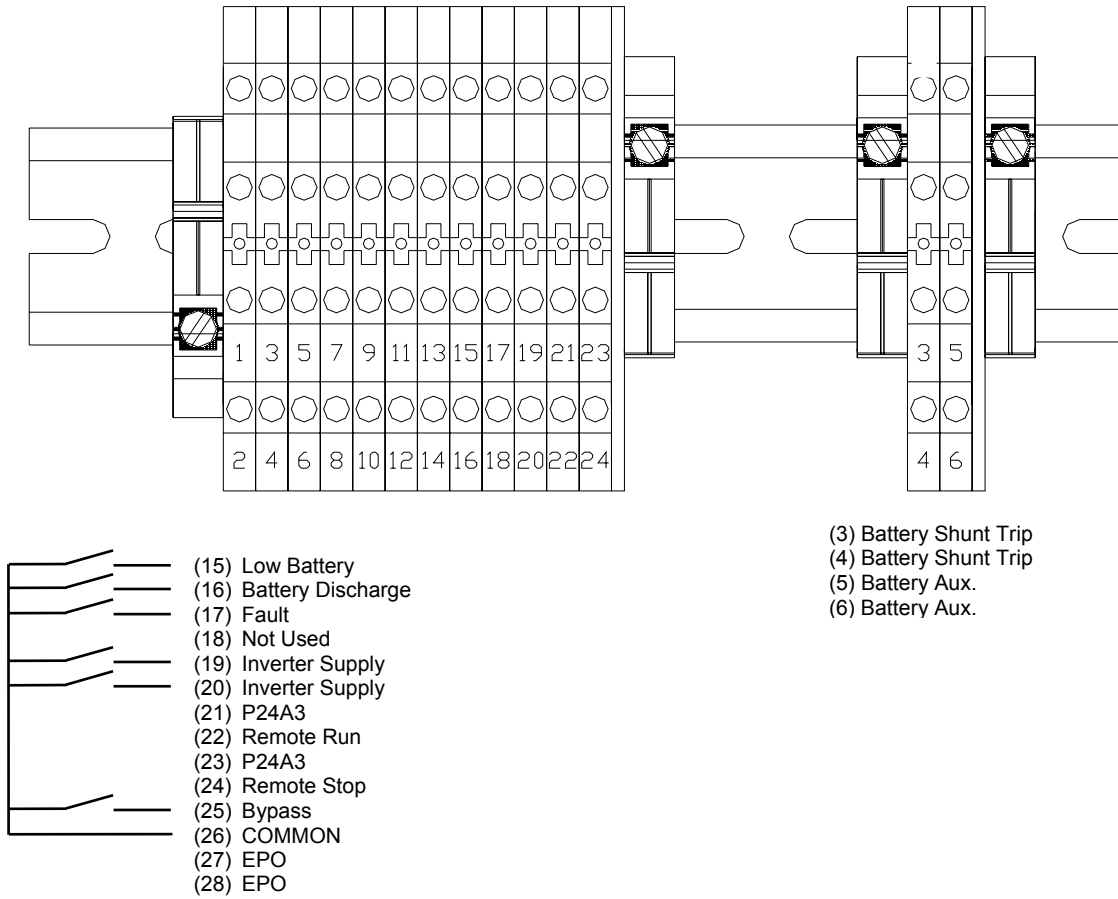 1 3 5 7 9 11 13 15 17 19 21 23
2 4 6 8 10 12 14 16 18 20 22 24
3 5
4 6
(15) Low Battery
(16) Battery Discharge
(17) Fault
(18) Not Used
(19) Inverter Supply
(20) Inverter Supply
(21) P24A3
(22) Remote Run
(23) P24A3
(24) Remote Stop
(25) Bypass
(26) COMMON
(27) EPO
(28) EPO
(3) Battery Shunt Trip
(4) Battery Shunt Trip
(5) Battery Aux.
(6) Battery Aux.